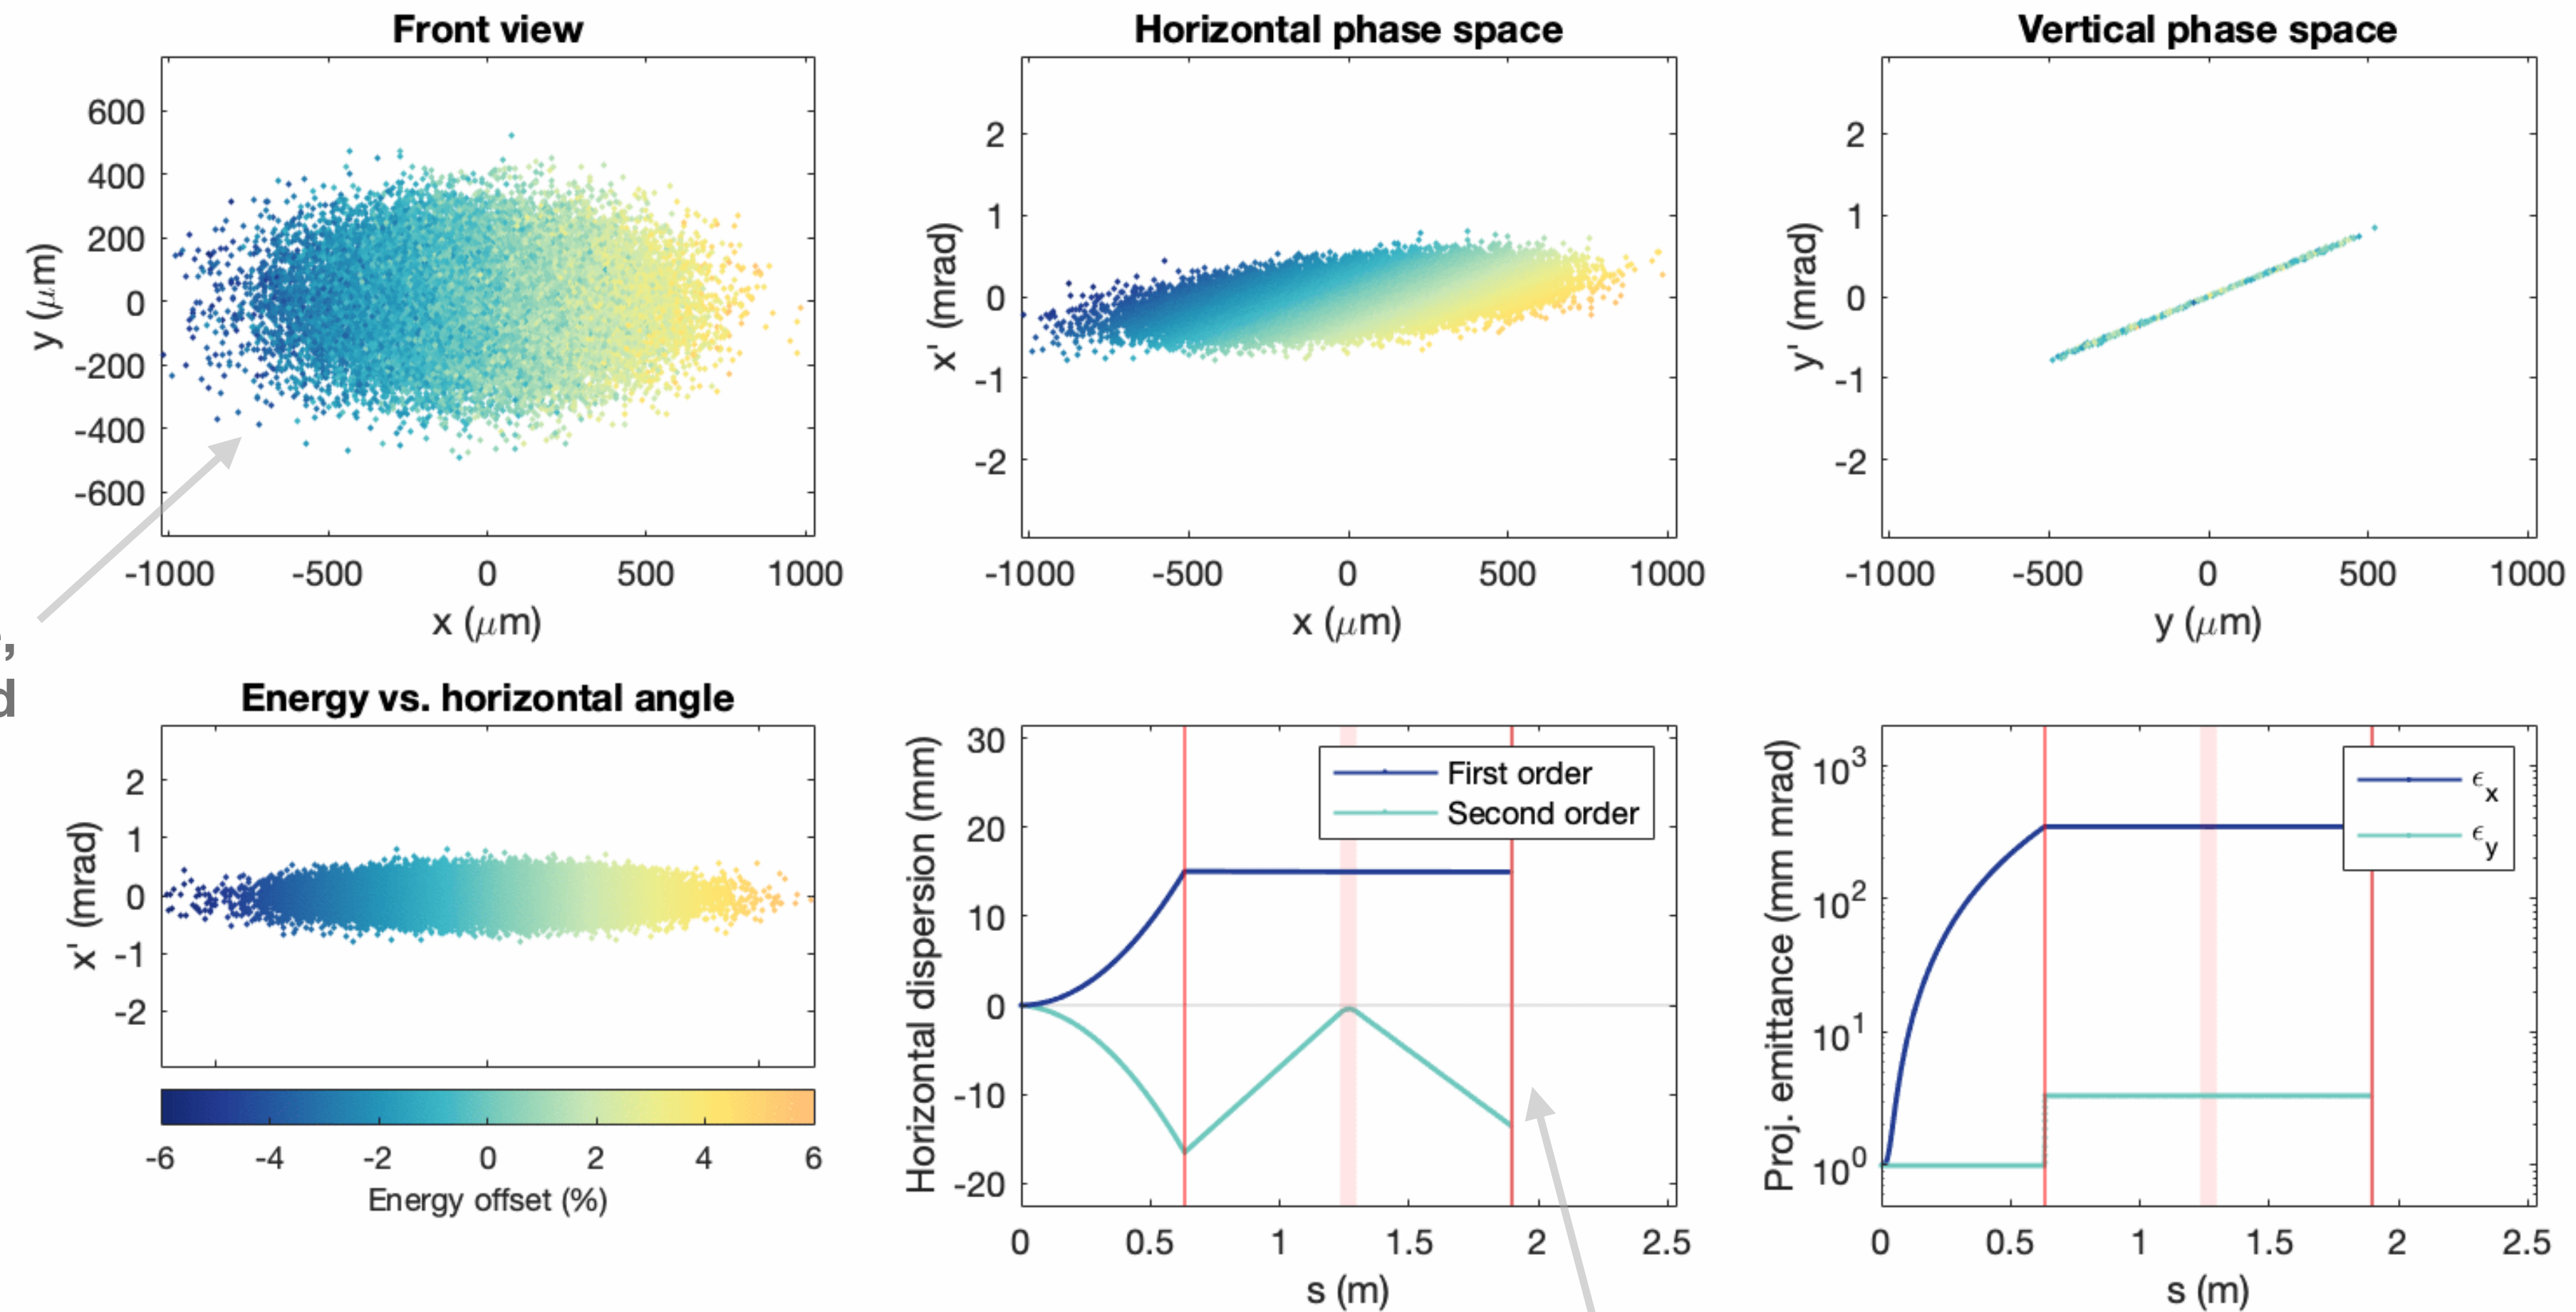 Front view
600
400
200
0
-200
-400
-600
y (μm)
-1000 -500 0 500 1000
x (μm)
Horizontal phase space
2
1
0
-1
-2
x' (mrad)
-1000 -500 0 500 1000
x (μm)
Vertical phase space
2
1
0
-1
-2
y' (mrad)
-1000 -500 0 500 1000
y (μm)
Energy vs. horizontal angle
2
1
0
-1
-2
x' (mrad)
-6 -4 -2 0 2 4 6
Energy offset (%)
30
20
10
0
-10
-20
Horizontal dispersion (mm)
First order
Second order
0 0.5 1 1.5 2 2.5
s (m)
10³
10²
10¹
10⁰
Proj. emittance (mm mrad)
ϵx
ϵy
0 0.5 1 1.5 2 2.5
s (m)